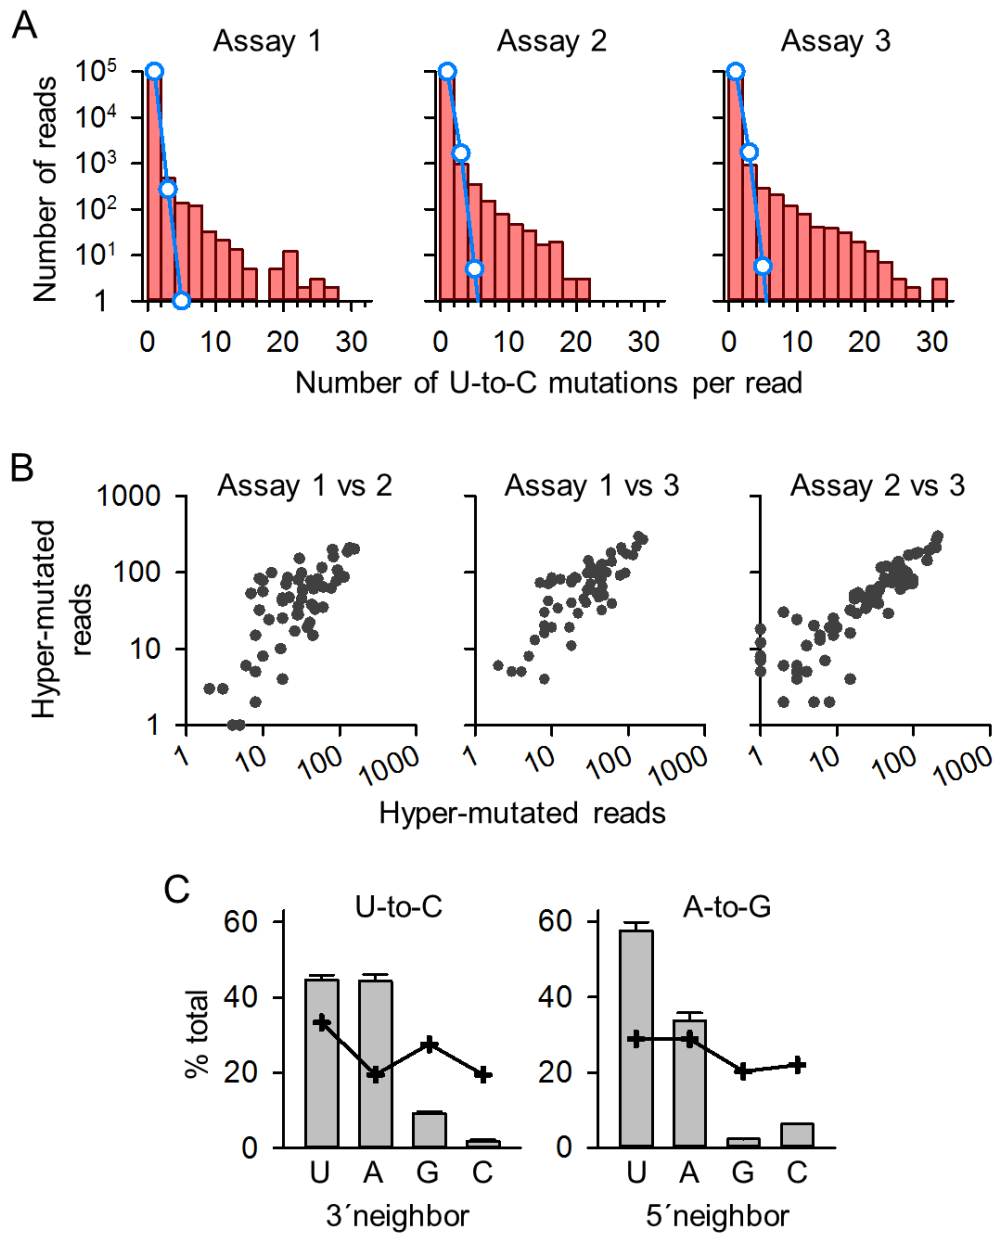 A
Assay 1
Assay 2
Assay 3
Number of reads
10⁵
10⁴
10³
10²
10¹
1
0 10 20 30
0 10 20 30
0 10 20 30
Number of U-to-C mutations per read
B
Assay 1 vs 2
Assay 1 vs 3
Assay 2 vs 3
Hyper-mutated
reads
1000
100
10
1
1 10 100 1000
1 10 100 1000
1 10 100 1000
Hyper-mutated reads
C
U-to-C
A-to-G
% total
60
40
20
0
60
40
20
0
U A G C
U A G C
3´neighbor
5´neighbor